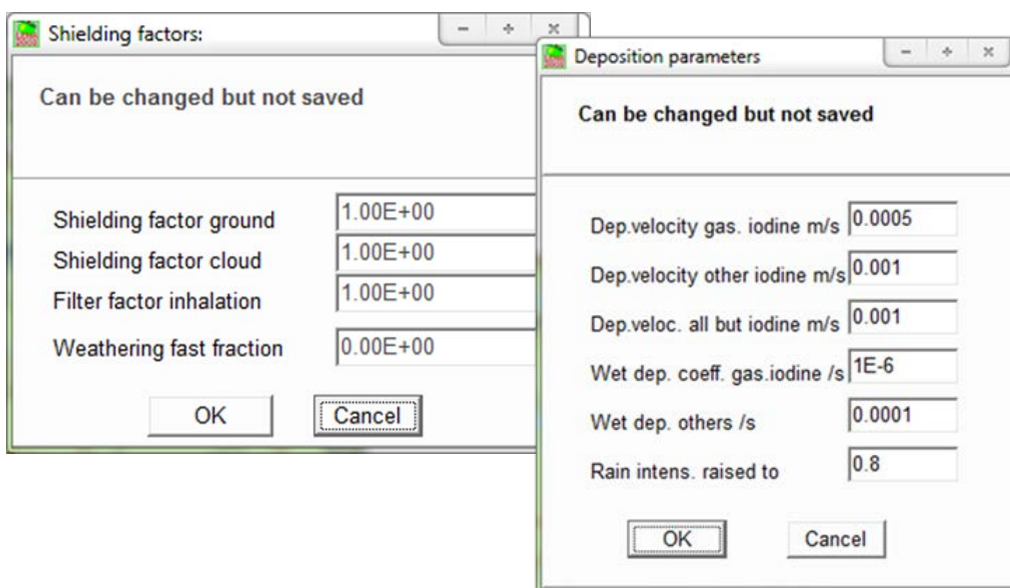 Shielding factors:
Can be changed but not saved
Shielding factor ground 1.00E+00
Shielding factor cloud 1.00E+00
Filter factor inhalation 1.00E+00
Weathering fast fraction 0.00E+00
OK Cancel
Deposition parameters
Can be changed but not saved
Dep.velocity gas. iodine m/s 0.0005
Dep.velocity other iodine m/s 0.001
Dep.veloc. all but iodine m/s 0.001
Wet dep. coeff. gas.iodine /s 1E-6
Wet dep. others /s 0.0001
Rain intens. raised to 0.8
OK Cancel